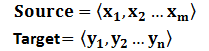 Source = ⟨x₁,x₂ …xₘ⟩
Target= ⟨y₁,y₂ …yₙ⟩